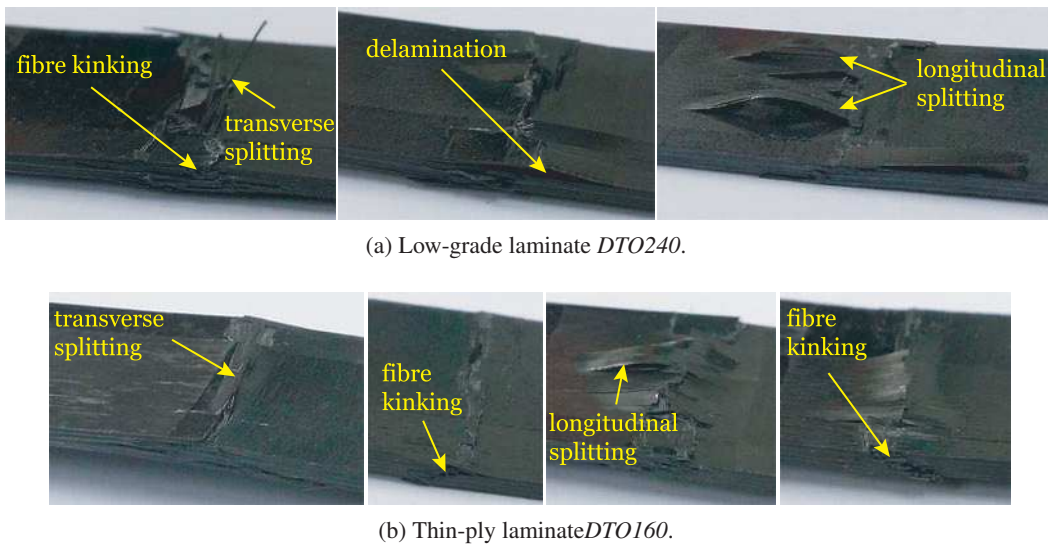 fibre kinking
transverse
splitting
delamination
longitudinal
splitting
(a) Low-grade laminate DTO240.
transverse
splitting
fibre
kinking
longitudinal
splitting
fibre
kinking
(b) Thin-ply laminateDTO160.